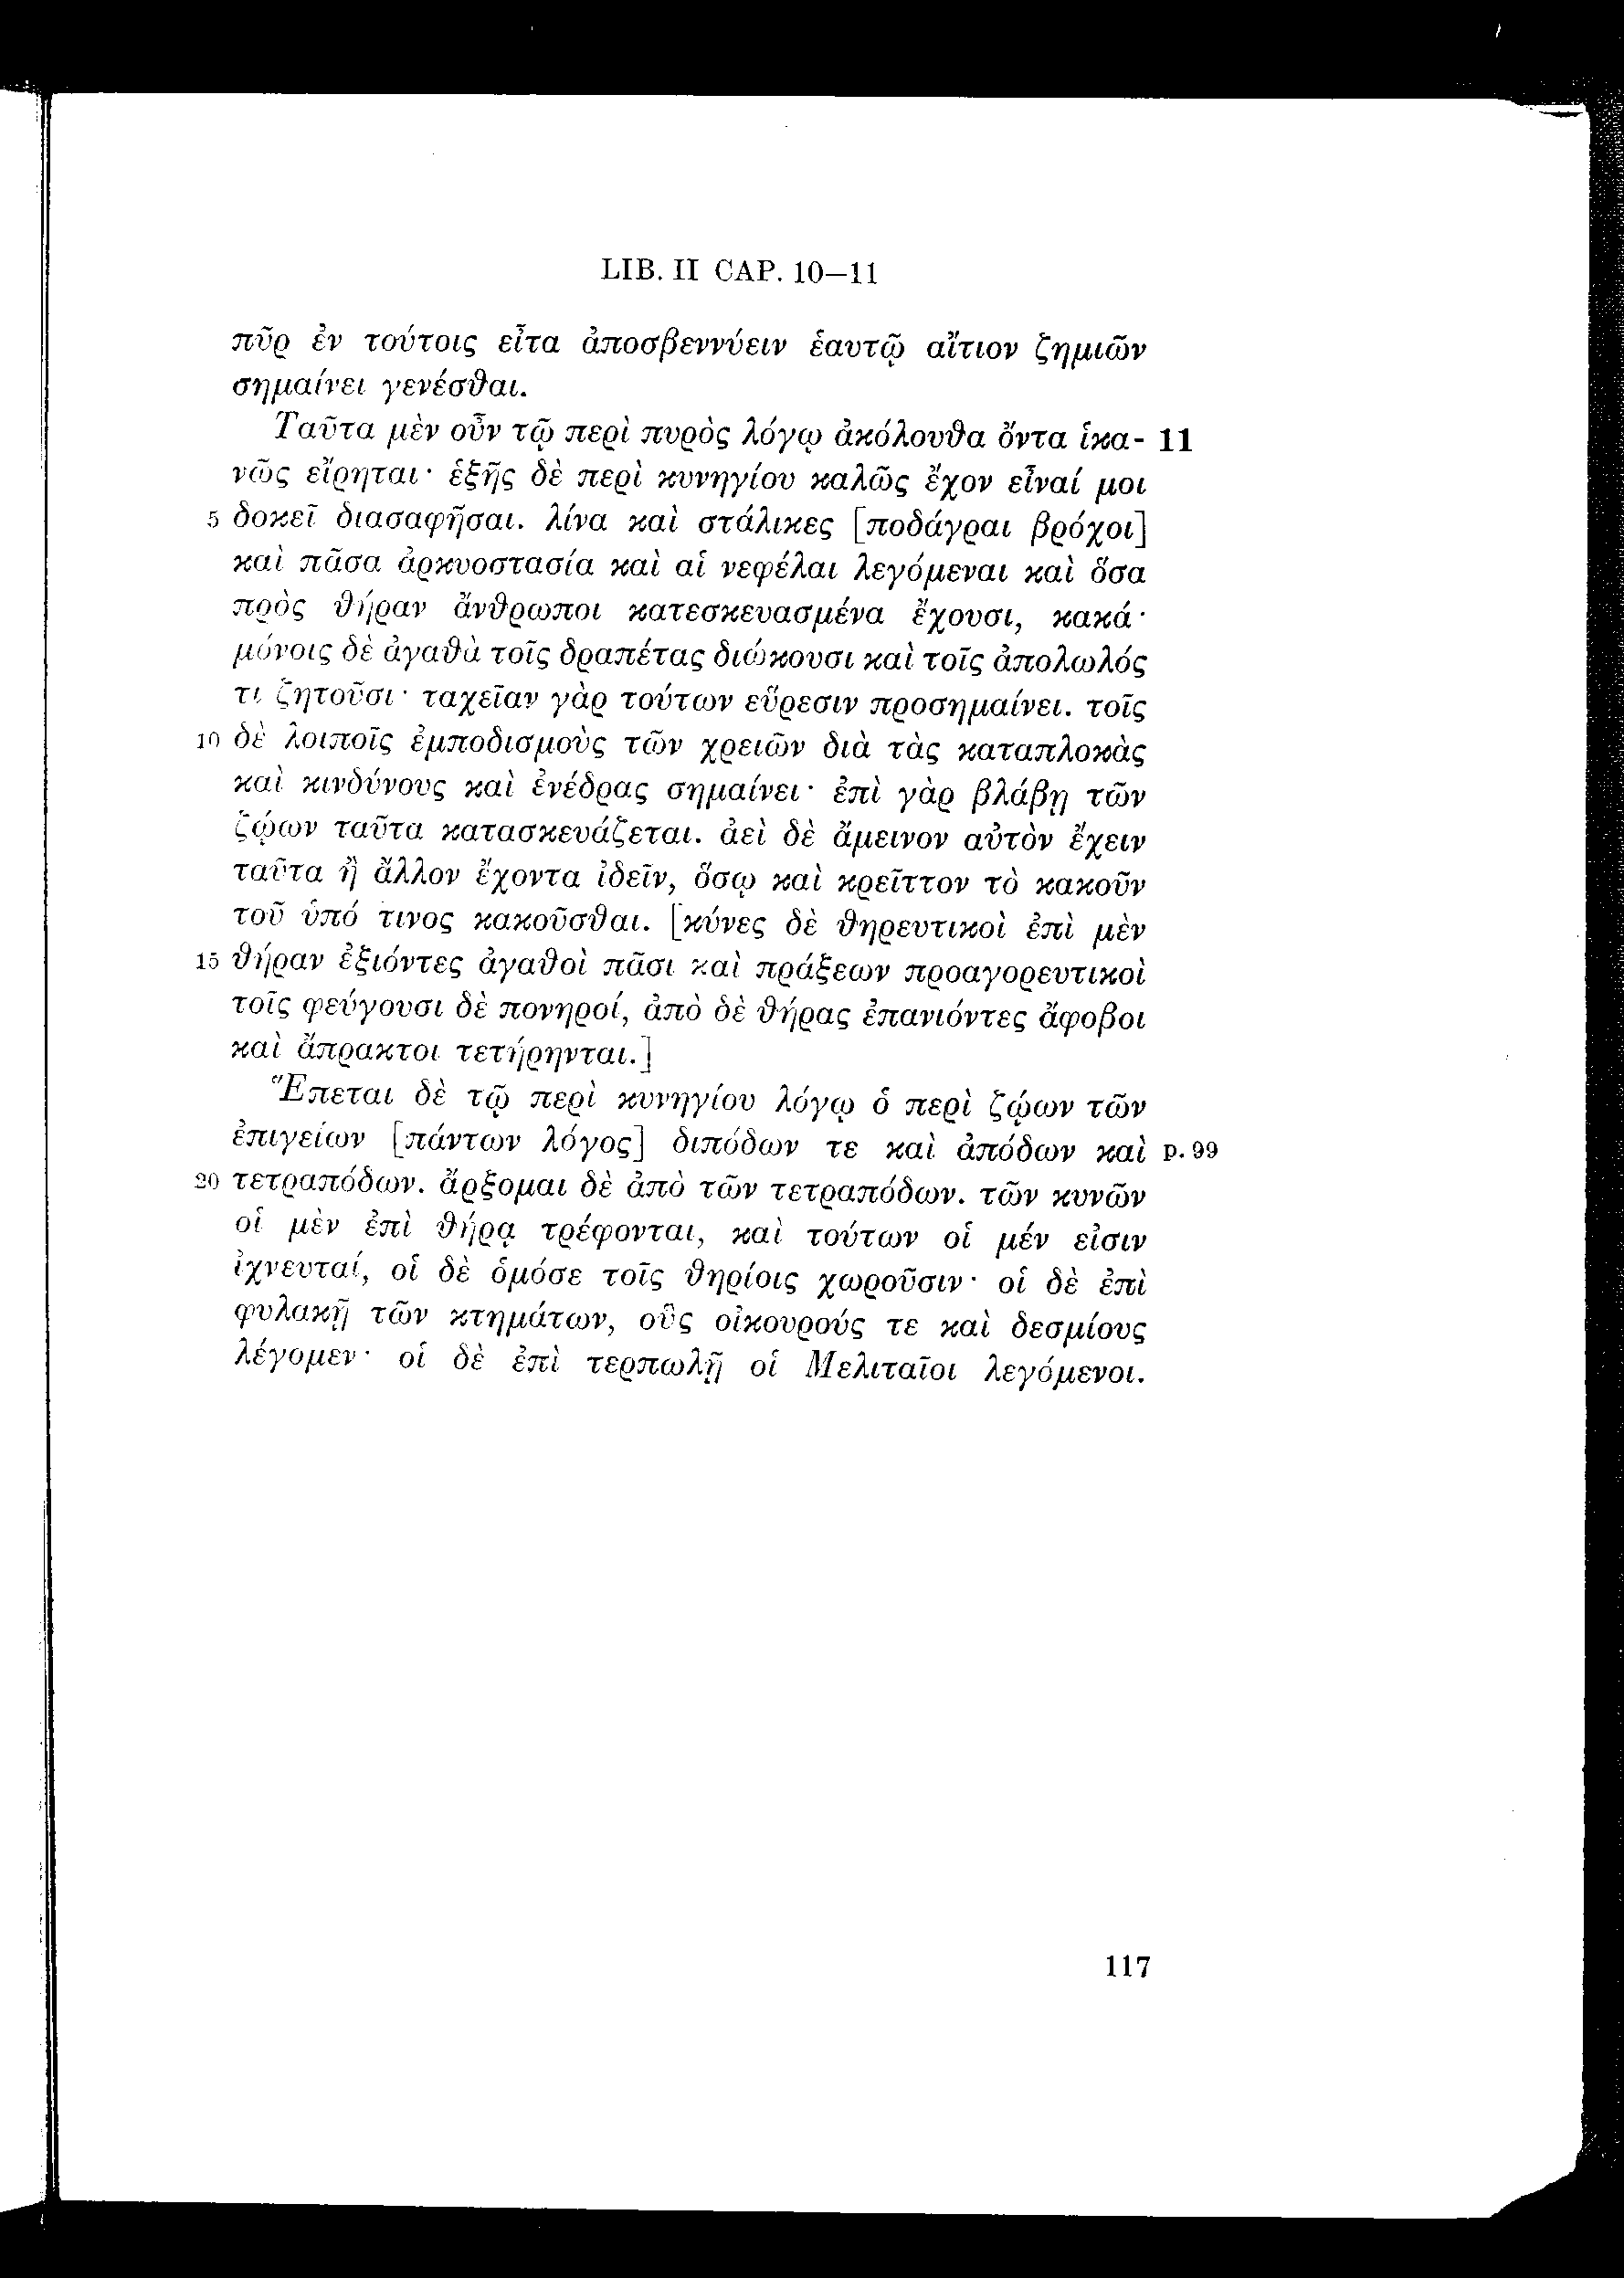 LIB. II CAP. 10–11
πῦρ ἐν τούτοις εἶτα ἀποσβεννύειν ἑαυτῷ αἴτιον ζημιῶν
σημαίνει γενέσθαι.
Ταῦτα μὲν οὖν τῷ περὶ πυρὸς λόγῳ ἀκόλουθα ὄντα ἱκα- 11
νῶς εἴρηται· ἑξῆς δὲ περὶ κυνηγίου καλῶς ἔχον εἶναί μοι
5 δοκεῖ διασαφῆσαι. λίνα καὶ στάλικες [ποδάγραι βρόχοι]
καὶ πᾶσα ἀρκυοστασία καὶ αἱ νεφέλαι λεγόμεναι καὶ ὅσα
πρὸς θήραν ἄνθρωποι κατεσκευασμένα ἔχουσι, κακά·
μόνοις δὲ ἀγαθὰ τοῖς δραπέτας διώκουσι καὶ τοῖς ἀπολωλός
τι ζητοῦσι· ταχεῖαν γὰρ τούτων εὕρεσιν προσημαίνει. τοῖς
10 δὲ λοιποῖς ἐμποδισμοὺς τῶν χρειῶν διὰ τὰς καταπλοκὰς
καὶ κινδύνους καὶ ἐνέδρας σημαίνει· ἐπὶ γὰρ βλάβῃ τῶν
ζῴων ταῦτα κατασκευάζεται. ἀεὶ δὲ ἄμεινον αὐτὸν ἔχειν
ταῦτα ἢ ἄλλον ἔχοντα ἰδεῖν, ὅσῳ καὶ κρεῖττον τὸ κακοῦν
τοῦ ὑπό τινος κακοῦσθαι. [κύνες δὲ θηρευτικοὶ ἐπὶ μὲν
15 θήραν ἐξιόντες ἀγαθοὶ πᾶσι καὶ πράξεων προαγορευτικοὶ
τοῖς φεύγουσι δὲ πονηροί, ἀπὸ δὲ θήρας ἐπανιόντες ἄφοβοι
καὶ ἄπρακτοι τετήρηνται.]
Ἕπεται δὲ τῷ περὶ κυνηγίου λόγῳ ὁ περὶ ζῴων τῶν
ἐπιγείων [πάντων λόγος] διπόδων τε καὶ ἀπόδων καὶ p. 99
20 τετραπόδων. ἄρξομαι δὲ ἀπὸ τῶν τετραπόδων. τῶν κυνῶν
οἱ μὲν ἐπὶ θήρᾳ τρέφονται, καὶ τούτων οἱ μέν εἰσιν
ἰχνευταί, οἱ δὲ ὁμόσε τοῖς θηρίοις χωροῦσιν· οἱ δὲ ἐπὶ
φυλακῇ τῶν κτημάτων, οὓς οἰκουρούς τε καὶ δεσμίους
λέγομεν· οἱ δὲ ἐπὶ τερπωλῇ οἱ Μελιταῖοι λεγόμενοι.
117